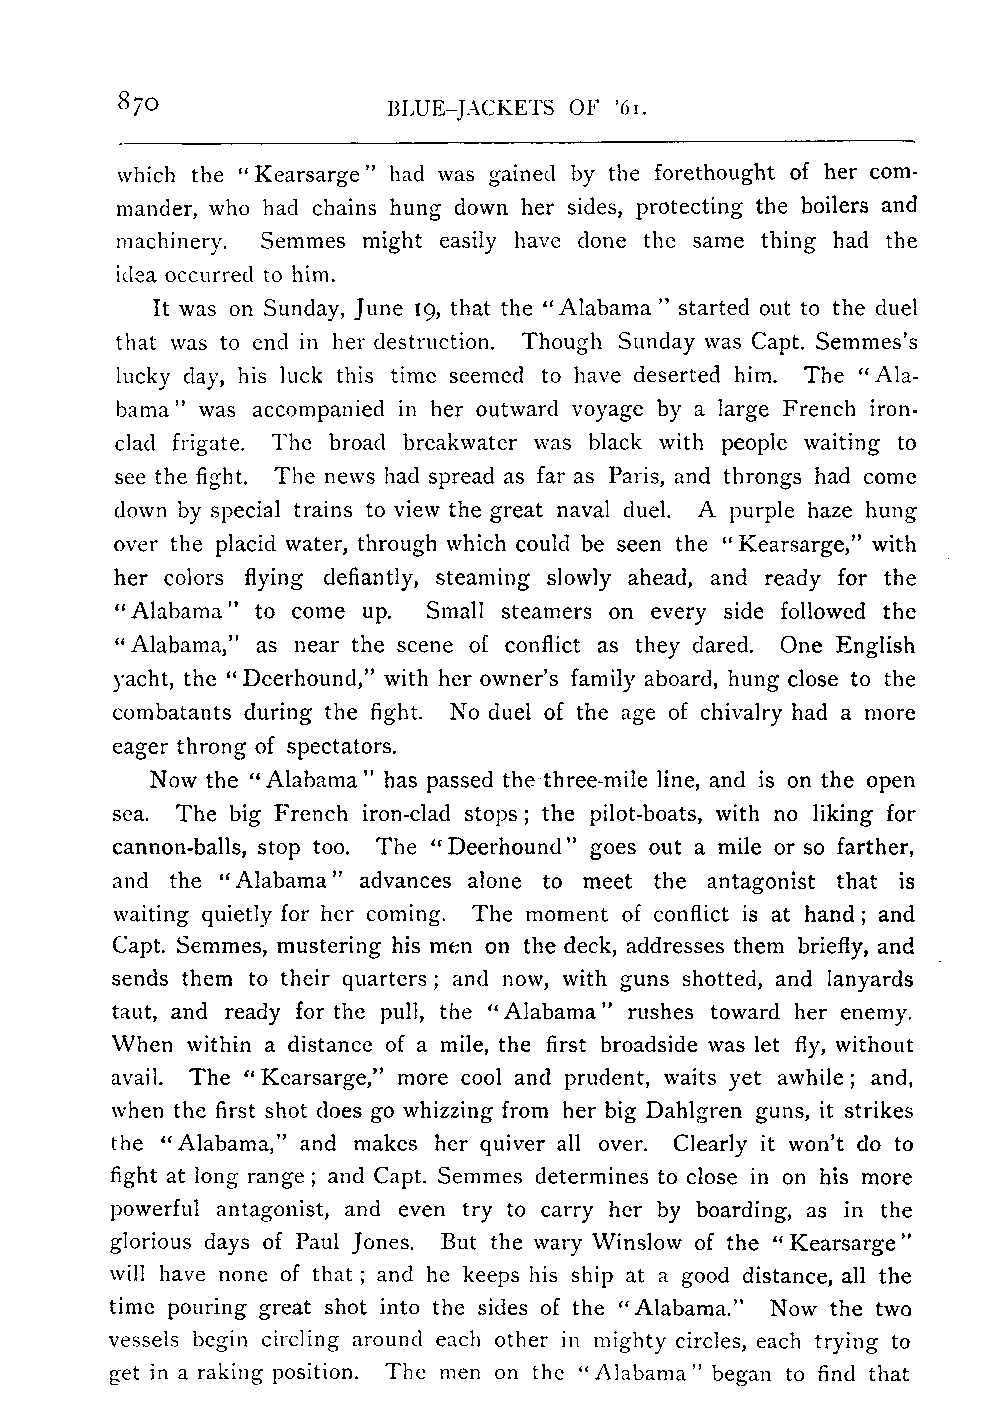 870 BLUE-JACKETS OF '61.
which the "Kearsarge" had was gained by the forethought of her com-
mander, who had chains hung down her sides, protecting the boilers and
machinery. Semmes might easily have done the same thing had the
idea occurred to him.
It was on Sunday, June 19, that the "Alabama" started out to the duel
that was to end in her destruction. Though Sunday was Capt. Semmes's
lucky day, his luck this time seemed to have deserted him. The "Ala-
bama" was accompanied in her outward voyage by a large French iron-
clad frigate. The broad breakwater was black with people waiting to
see the fight. The news had spread as far as Paris, and throngs had come
down by special trains to view the great naval duel. A purple haze hung
over the placid water, through which could be seen the "Kearsarge," with
her colors flying defiantly, steaming slowly ahead, and ready for the
"Alabama" to come up. Small steamers on every side followed the
"Alabama," as near the scene of conflict as they dared. One English
yacht, the "Deerhound," with her owner's family aboard, hung close to the
combatants during the fight. No duel of the age of chivalry had a more
eager throng of spectators.
Now the "Alabama" has passed the three-mile line, and is on the open
sea. The big French iron-clad stops; the pilot-boats, with no liking for
cannon-balls, stop too. The "Deerhound" goes out a mile or so farther,
and the "Alabama" advances alone to meet the antagonist that is
waiting quietly for her coming. The moment of conflict is at hand; and
Capt. Semmes, mustering his men on the deck, addresses them briefly, and
sends them to their quarters; and now, with guns shotted, and lanyards
taut, and ready for the pull, the "Alabama" rushes toward her enemy.
When within a distance of a mile, the first broadside was let fly, without
avail. The "Kearsarge," more cool and prudent, waits yet awhile; and,
when the first shot does go whizzing from her big Dahlgren guns, it strikes
the "Alabama," and makes her quiver all over. Clearly it won't do to
fight at long range; and Capt. Semmes determines to close in on his more
powerful antagonist, and even try to carry her by boarding, as in the
glorious days of Paul Jones. But the wary Winslow of the "Kearsarge"
will have none of that; and he keeps his ship at a good distance, all the
time pouring great shot into the sides of the "Alabama." Now the two
vessels begin circling around each other in mighty circles, each trying to
get in a raking position. The men on the "Alabama" began to find that